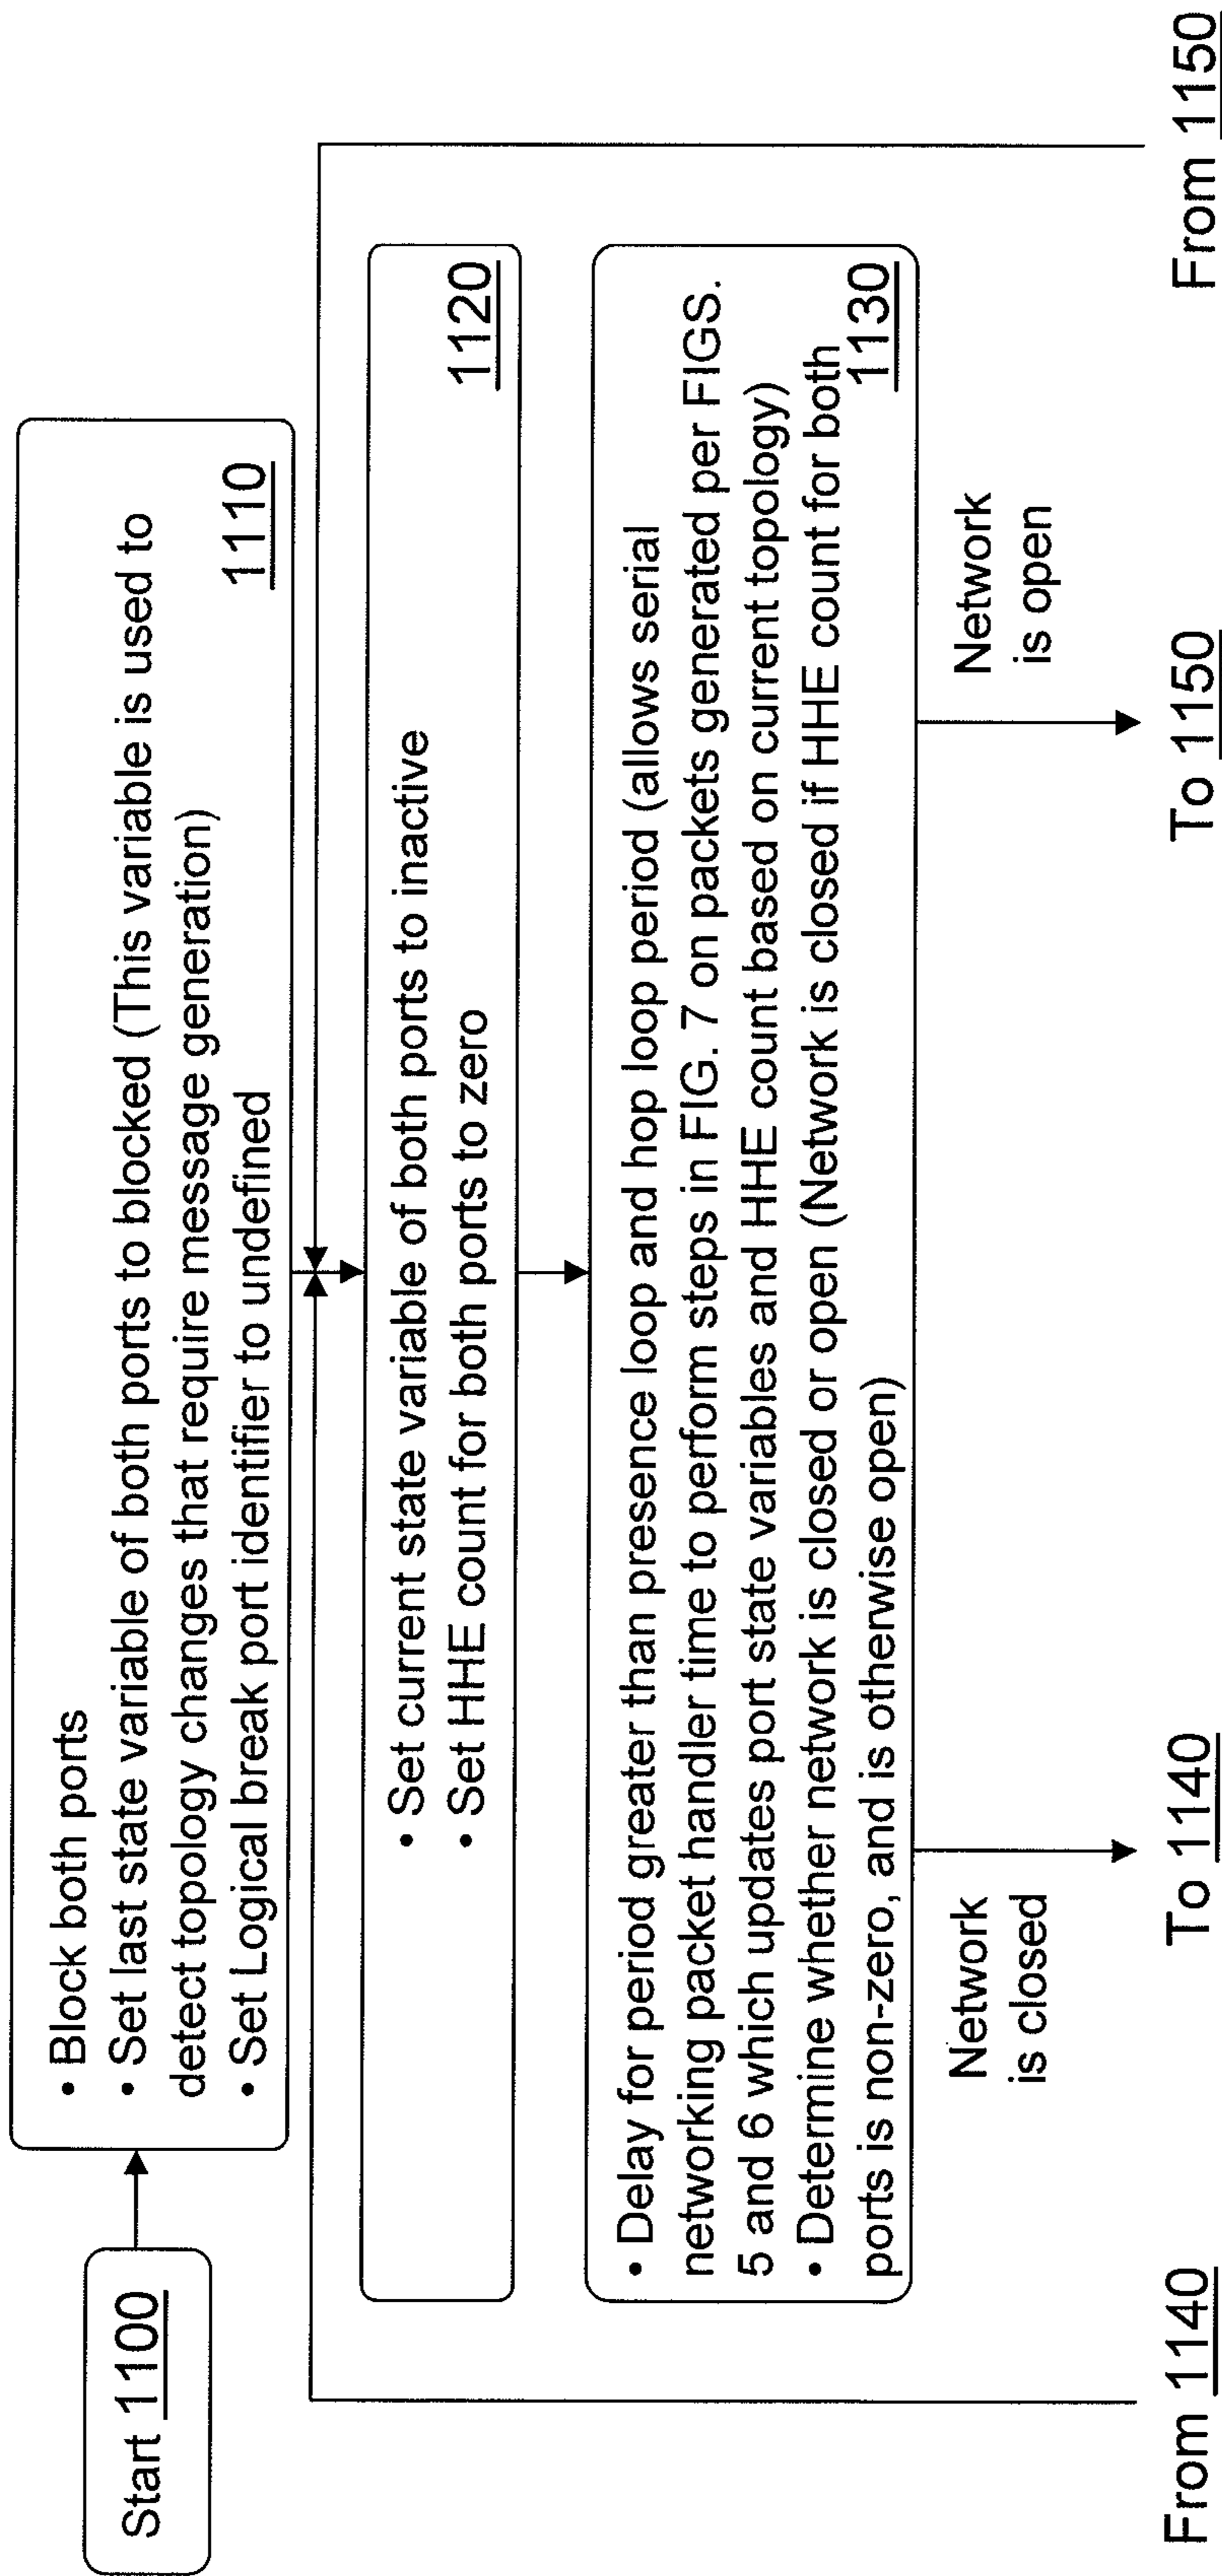 Start 1100
• Block both ports
• Set last state variable of both ports to blocked (This variable is used to
detect topology changes that require message generation)
• Set Logical break port identifier to undefined
1110
• Set current state variable of both ports to inactive
• Set HHE count for both ports to zero
1120
• Delay for period greater than presence loop and hop loop period (allows serial
networking packet handler time to perform steps in FIG. 7 on packets generated per FIGS.
5 and 6 which updates port state variables and HHE count based on current topology)
• Determine whether network is closed or open (Network is closed if HHE count for both
ports is non-zero, and is otherwise open)
1130
Network
is closed
Network
is open
From 1140
To 1140
To 1150
From 1150